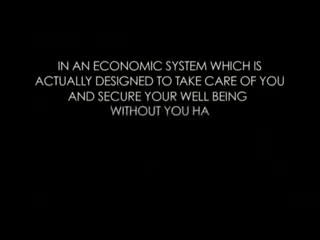 IN AN ECONOMIC SYSTEM WHICH IS
ACTUALLY DESIGNED TO TAKE CARE OF YOU
AND SECURE YOUR WELL BEING
WITHOUT YOU HA